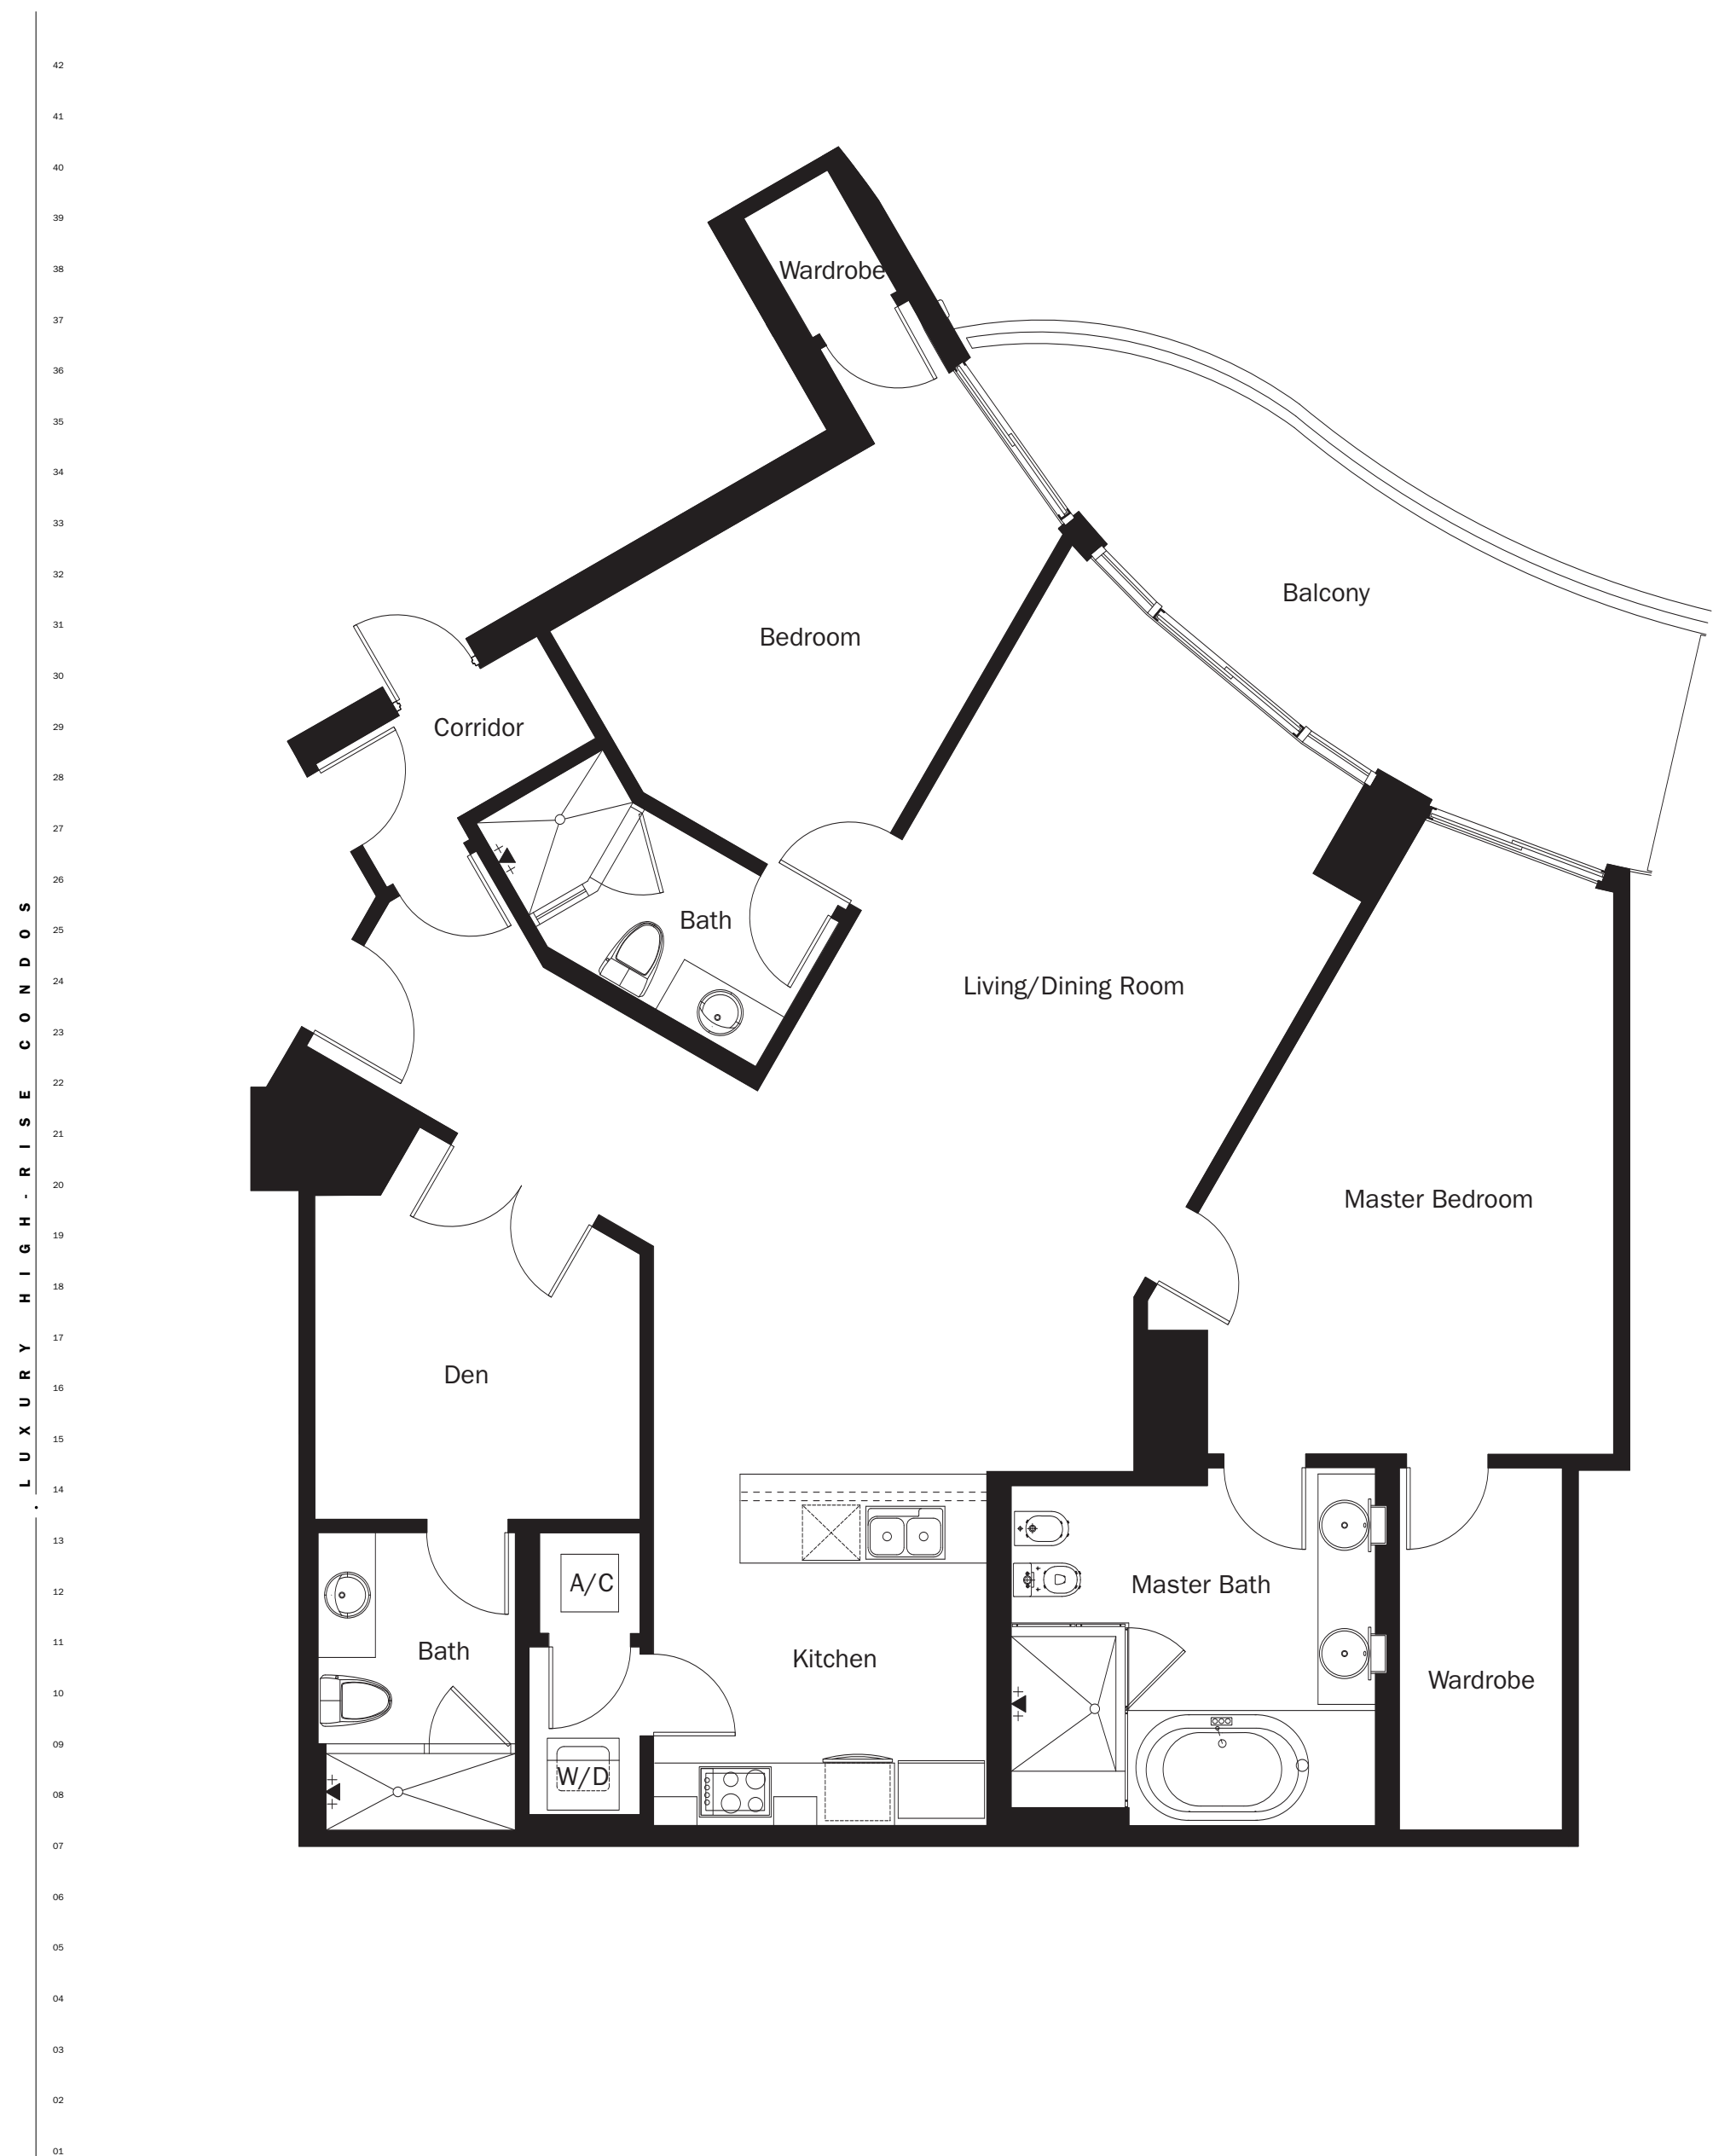 . LUXURY HIGH-RISE CONDOS
42
41
40
39
38
37
36
35
34
33
32
31
30
29
28
27
26
25
24
23
22
21
20
19
18
17
16
15
14
13
12
11
10
09
08
07
06
05
04
03
02
01
Wardrobe
Balcony
Bedroom
Corridor
Bath
Living/Dining Room
Master Bedroom
Den
A/C
Master Bath
Bath
Kitchen
Wardrobe
W/D